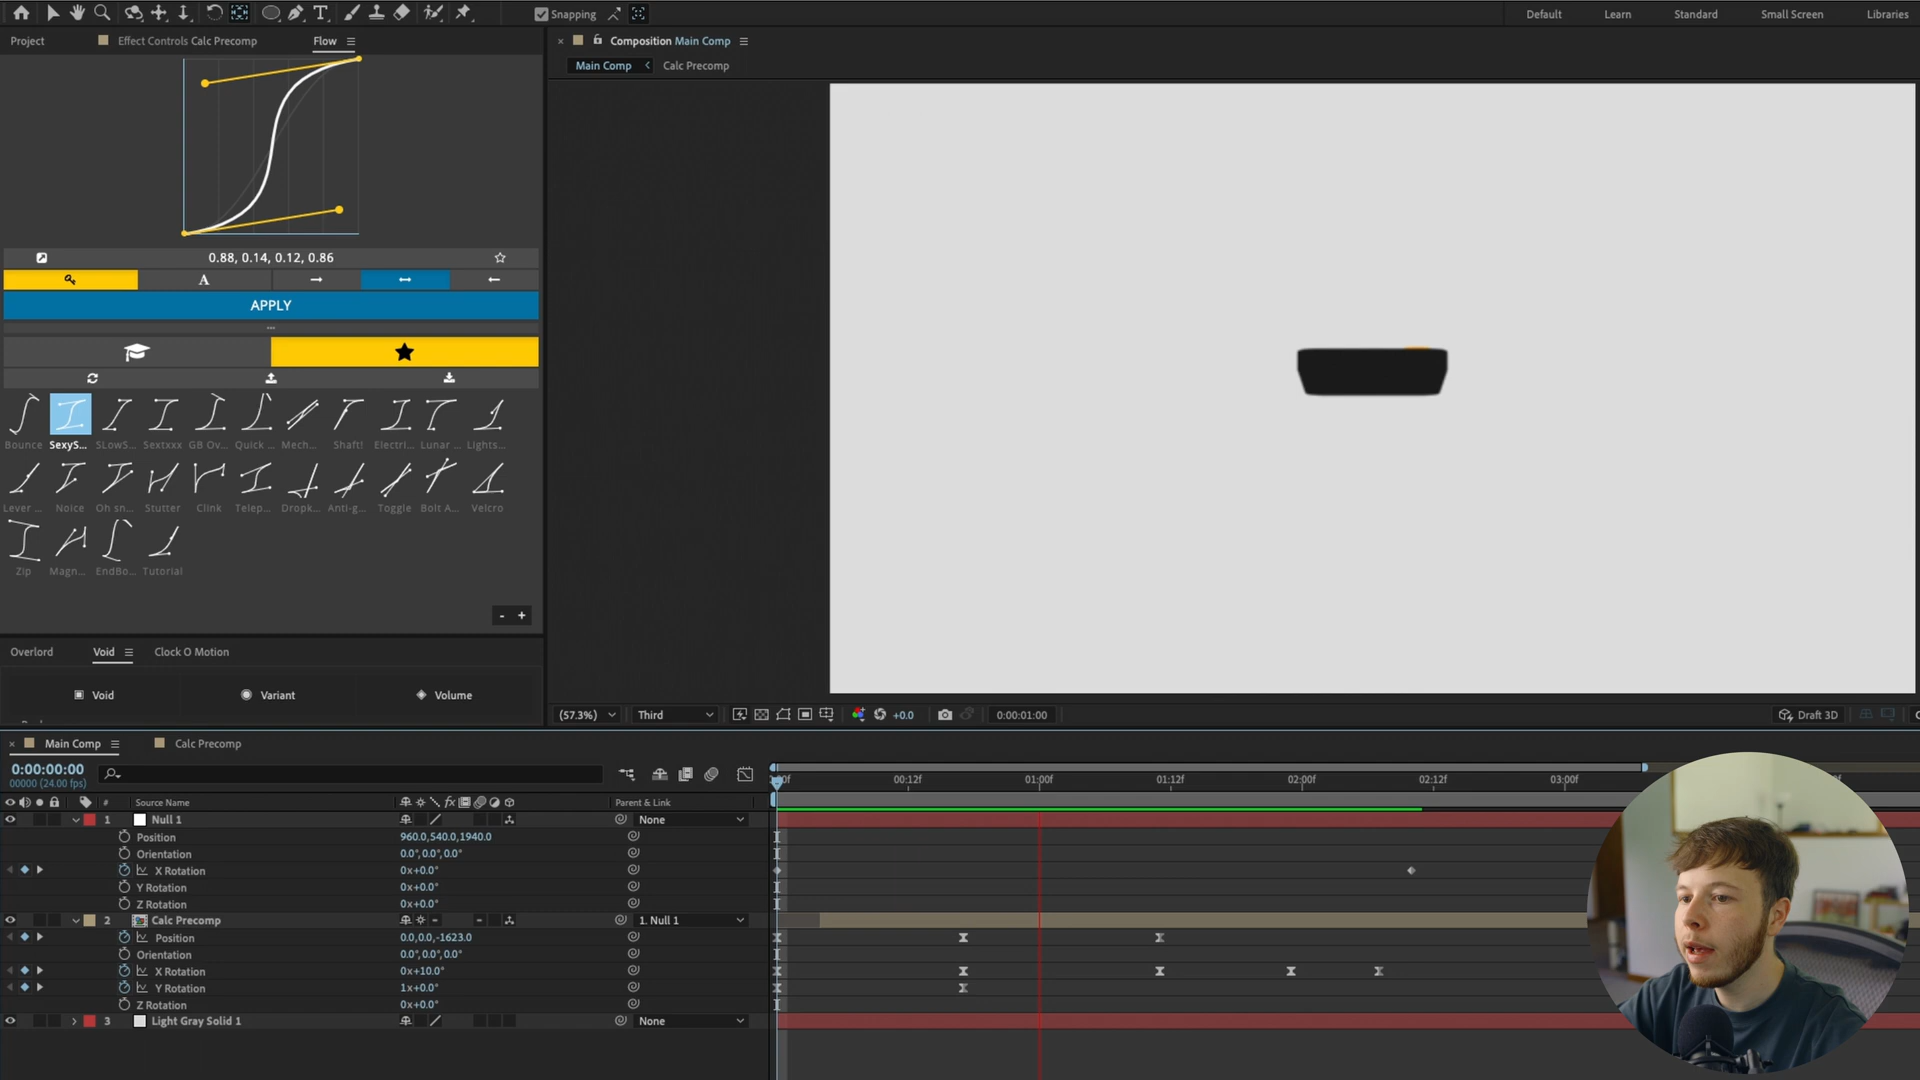 Snapping
Default
Learn
Standard
Small Screen
Libraries
Project
Effect Controls Calc Precomp
Flow
Composition Main Comp
Main Comp
Calc Precomp
0.88, 0.14, 0.12, 0.86
A
APPLY
Bounce
SexyS...
SLowS...
Sextxxx
GB Ov...
Quick ...
Mech...
Shaft!
Electri...
Lunar ...
Lights...
Lever ...
Noice
Oh sn...
Stutter
Clink
Telep...
Dropk...
Anti-g...
Toggle
Bolt A...
Velcro
Zip
Magn...
EndBo...
Tutorial
- +
Overlord
Void
Clock O Motion
Void
Variant
Volume
(57.3%)
Third
+0.0
0:00:01:00
Draft 3D
Main Comp
Calc Precomp
0:00:00:00
00000 (24.00 fps)
00:12f
01:00f
01:12f
02:00f
02:12f
03:00f
# Source Name
fx
Parent & Link
1 Null 1
None
Position 960.0,540.0,1940.0
Orientation 0.0°,0.0°,0.0°
X Rotation 0x+0.0°
Y Rotation 0x+0.0°
Z Rotation 0x+0.0°
2 Calc Precomp
1. Null 1
Position 0.0,0.0,-1623.0
Orientation 0.0°,0.0°,0.0°
X Rotation 0x+10.0°
Y Rotation 1x+0.0°
Z Rotation 0x+0.0°
3 Light Gray Solid 1
None